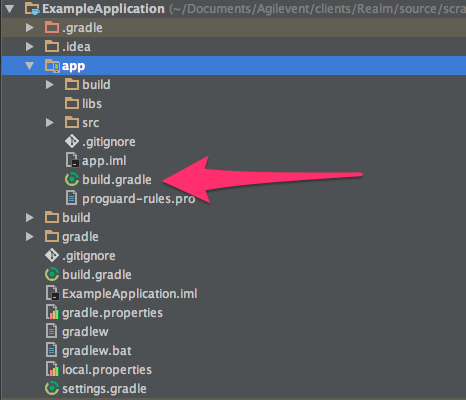 ExampleApplication (~/Documents/Agilevent/clients/Realm/source/scra
.gradle
.idea
app
build
libs
src
.gitignore
app.iml
build.gradle
proguard-rules.pro
build
gradle
.gitignore
build.gradle
ExampleApplication.iml
gradle.properties
gradlew
gradlew.bat
local.properties
settings.gradle